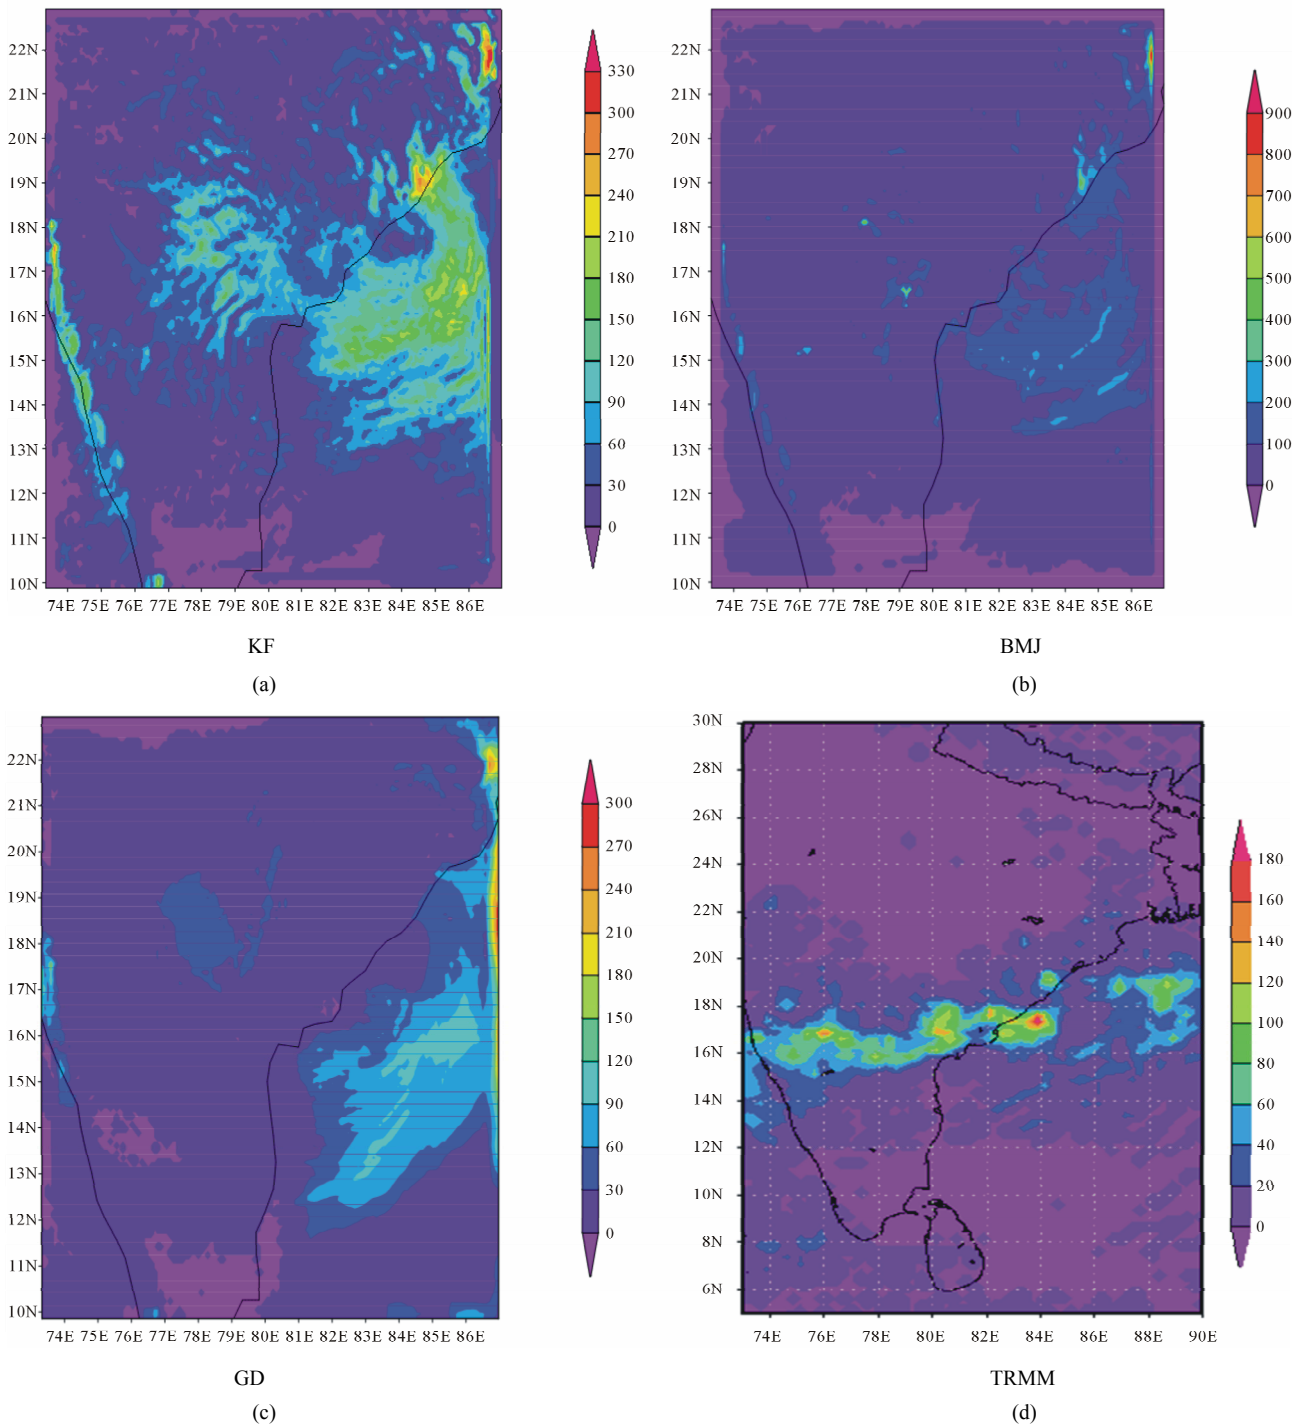 22N
21N
20N
19N
18N
17N
16N
15N
14N
13N
12N
11N
10N
74E 75E 76E 77E 78E 79E 80E 81E 82E 83E 84E 85E 86E
330
300
270
240
210
180
150
120
90
60
30
0
KF
(a)
22N
21N
20N
19N
18N
17N
16N
15N
14N
13N
12N
11N
10N
74E 75E 76E 77E 78E 79E 80E 81E 82E 83E 84E 85E 86E
900
800
700
600
500
400
300
200
100
0
BMJ
(b)
22N
21N
20N
19N
18N
17N
16N
15N
14N
13N
12N
11N
10N
74E 75E 76E 77E 78E 79E 80E 81E 82E 83E 84E 85E 86E
300
270
240
210
180
150
120
90
60
30
0
GD
(c)
30N
28N
26N
24N
22N
20N
18N
16N
14N
12N
10N
8N
6N
74E 76E 78E 80E 82E 84E 86E 88E 90E
180
160
140
120
100
80
60
40
20
0
TRMM
(d)